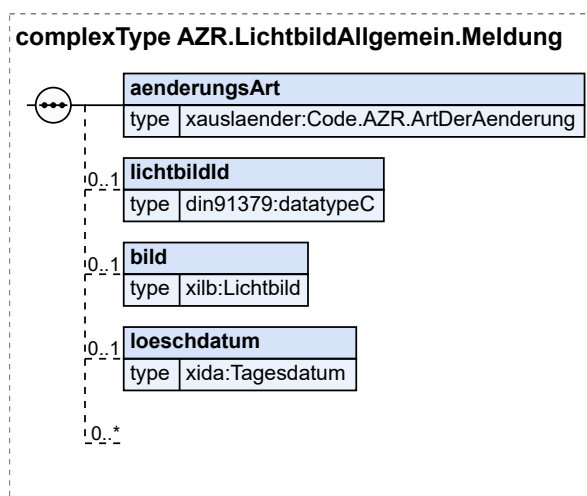 complexType AZR.LichtbildAllgemein.Meldung
aenderungsArt
type xauslaender:Code.AZR.ArtDerAenderung
0..1 lichtbildId
type din91379:datatypeC
0..1 bild
type xilb:Lichtbild
0..1 loeschdatum
type xida:Tagesdatum
0..*